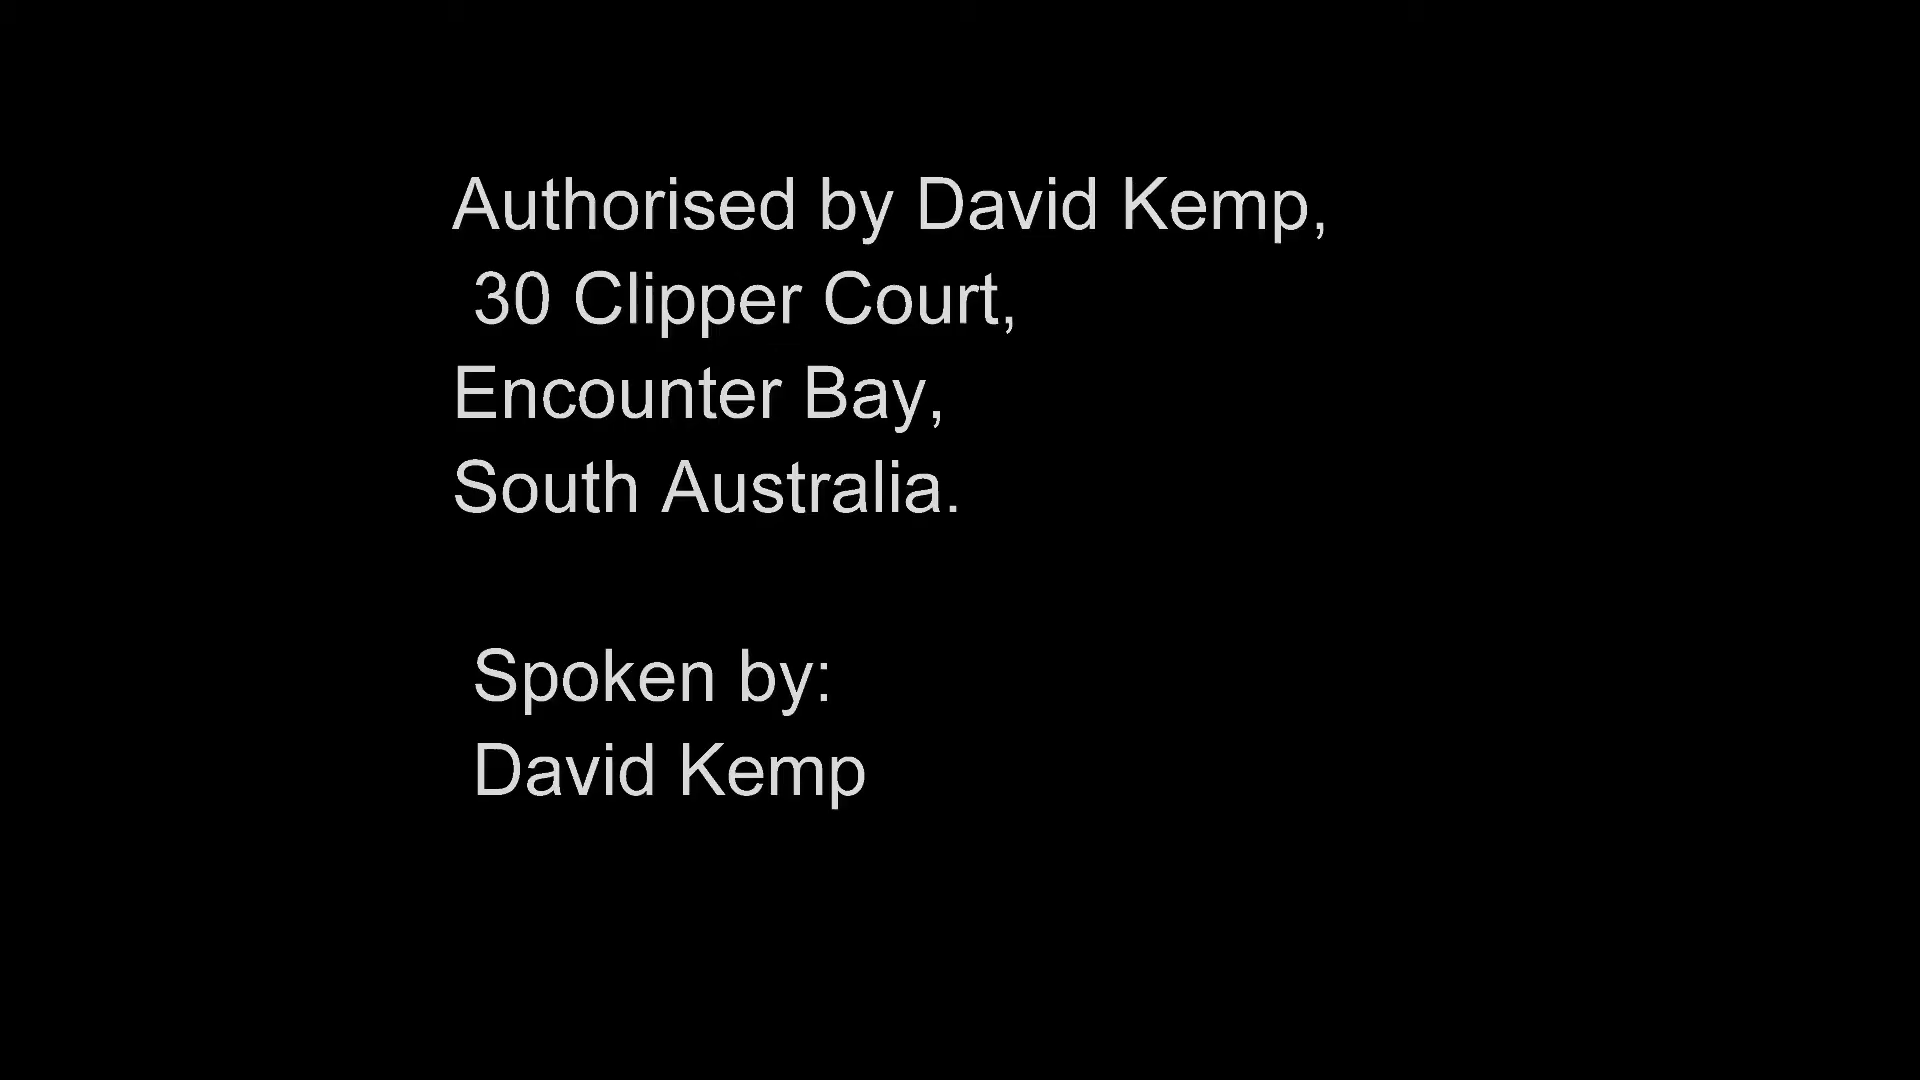 Authorised by David Kemp,
30 Clipper Court,
Encounter Bay,
South Australia.
Spoken by:
David Kemp